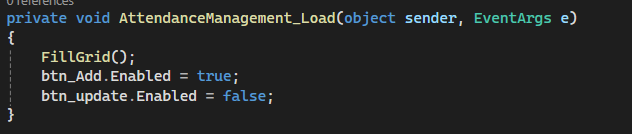 0 references
private void AttendanceManagement_Load(object sender, EventArgs e)
{
FillGrid();
btn_Add.Enabled = true;
btn_update.Enabled = false;
}